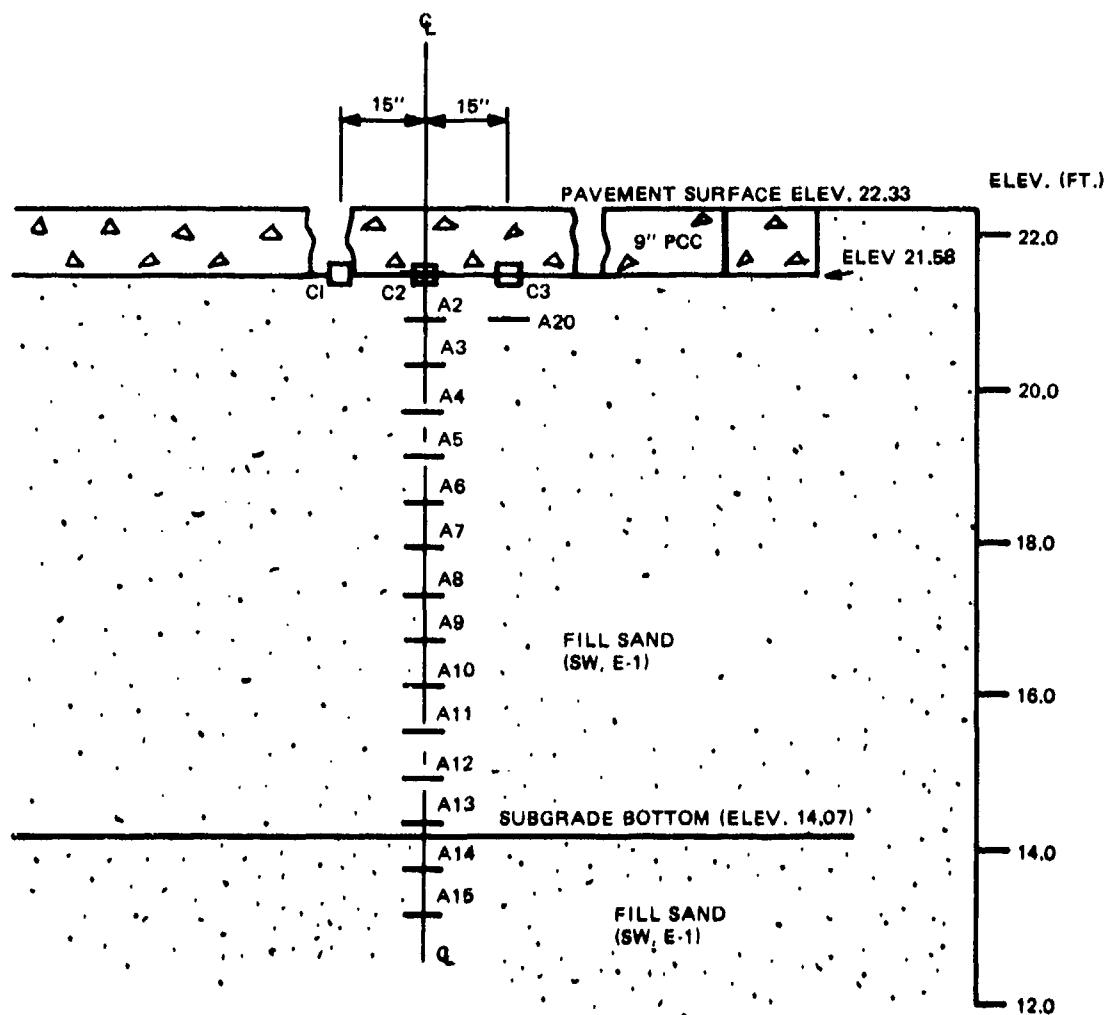 ℄
15" 15"
ELEV. (FT.)
PAVEMENT SURFACE ELEV. 22.33
22.0
9" PCC
ELEV 21.58
C1 C2 C3
A2
A20
A3
20.0
A4
A5
A6
18.0
A7
A8
A9
FILL SAND
(SW, E-1)
A10
16.0
A11
A12
A13
SUBGRADE BOTTOM (ELEV. 14.07)
14.0
A14
A15
FILL SAND
(SW, E-1)
℄
12.0